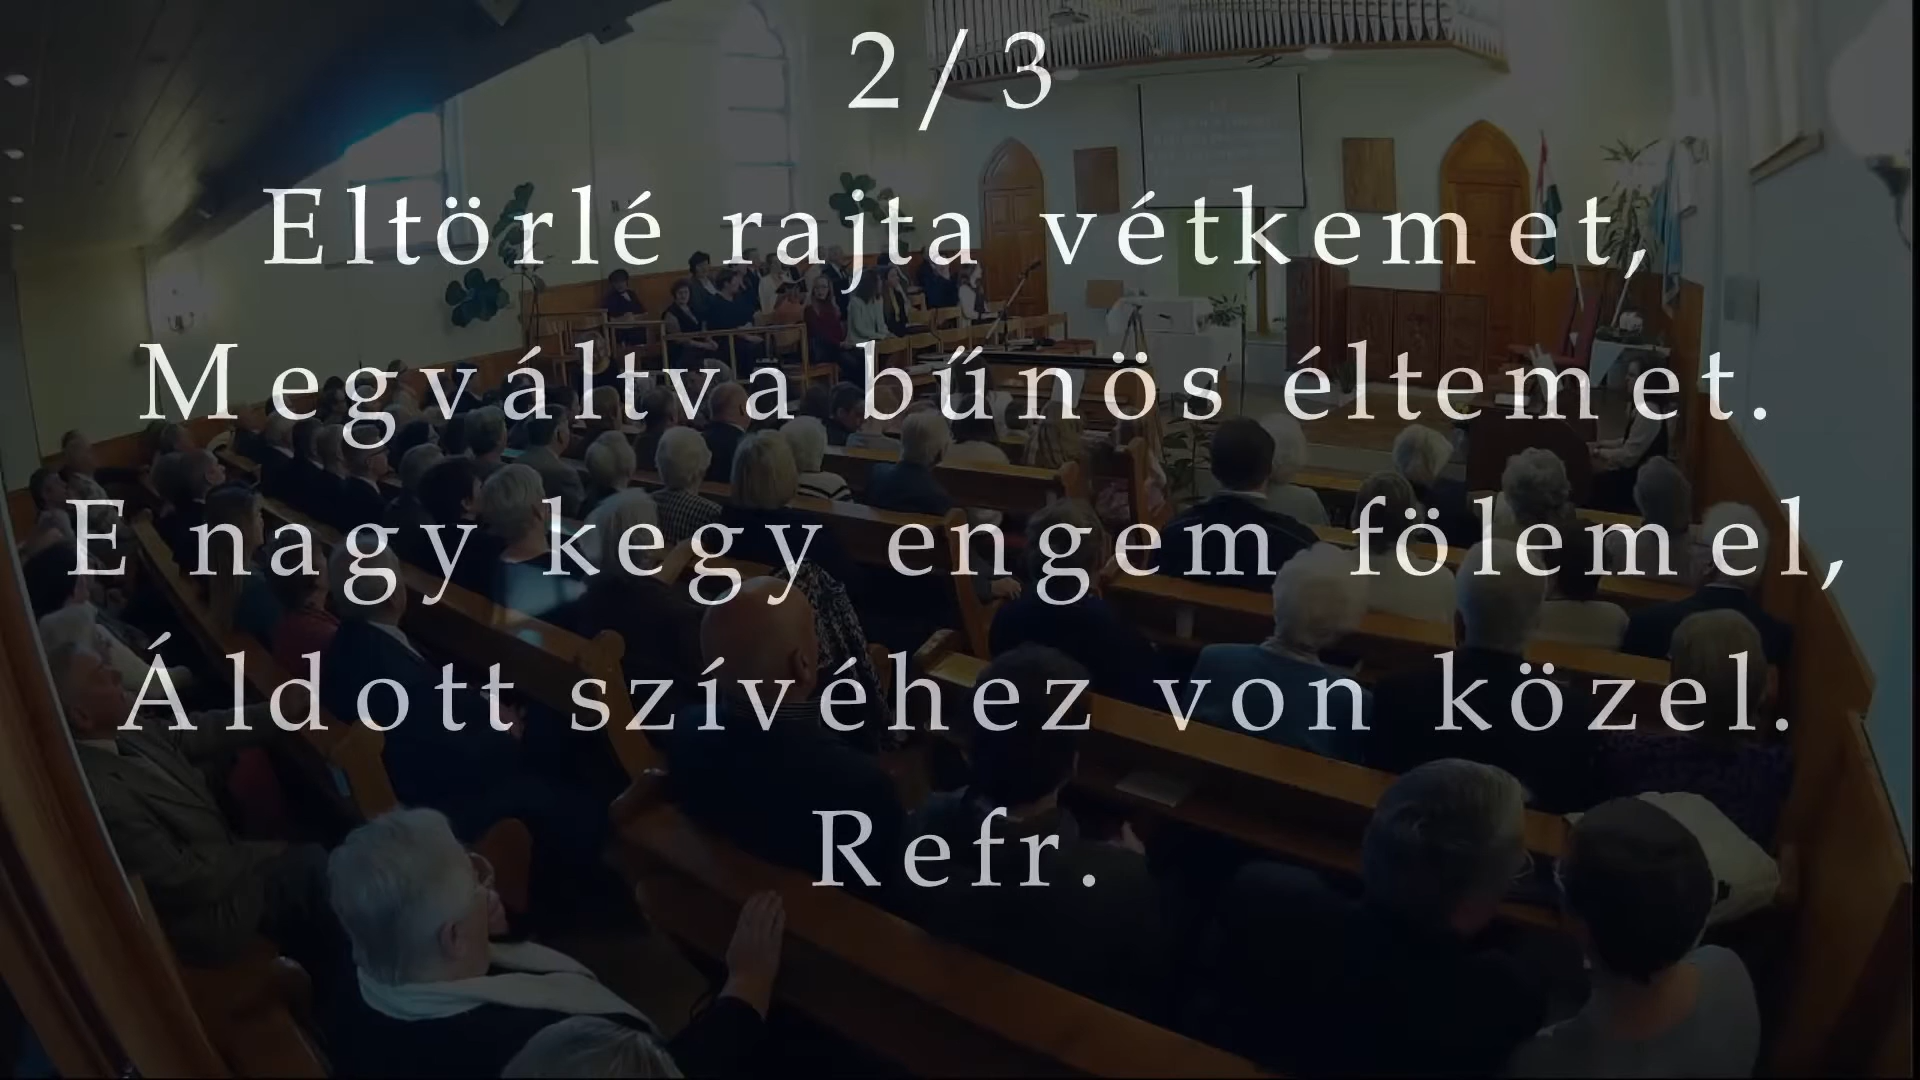 2/3
Eltörlé rajta vétkemet,
Megváltva bűnös éltemet.
E nagy kegy engem fölemel,
Áldott szívéhez von közel.
Refr.